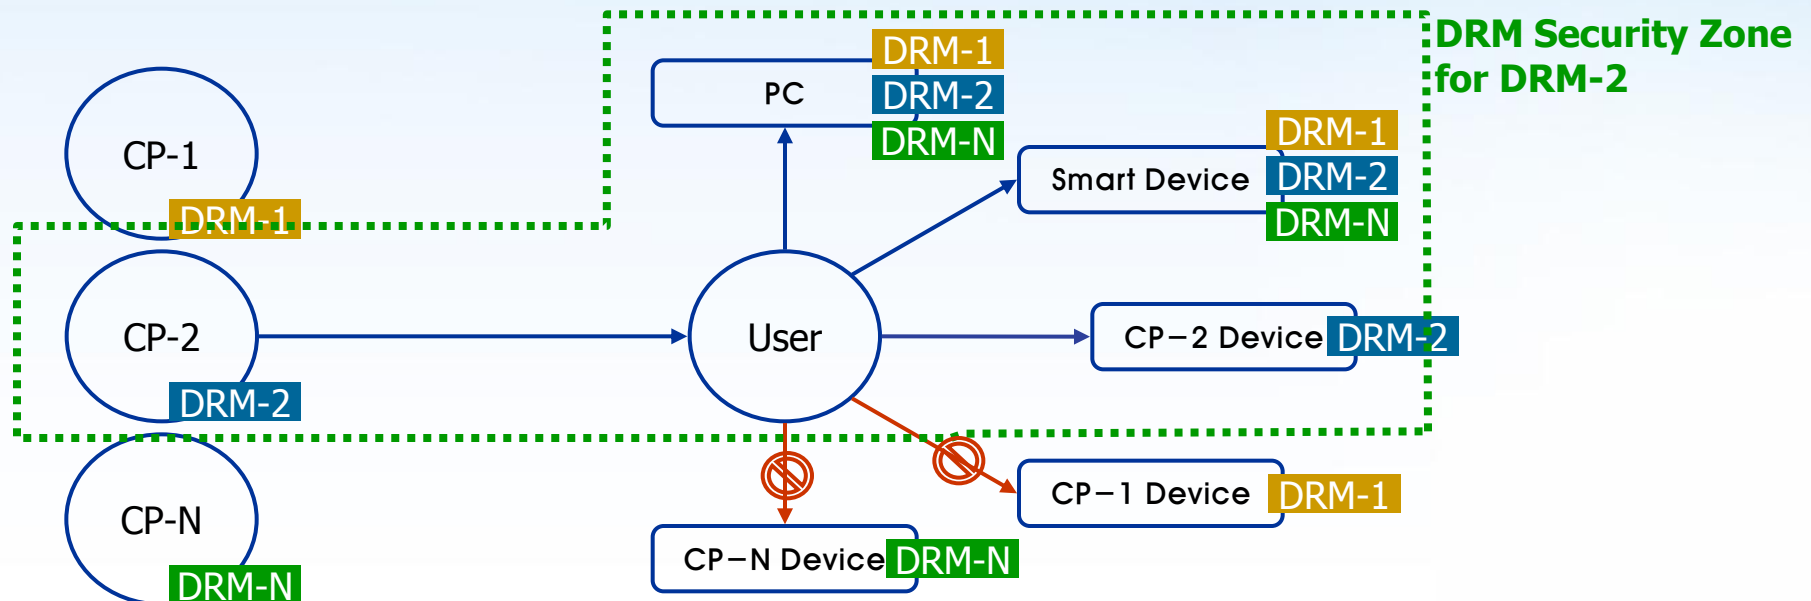 DRM Security Zone
for DRM-2
DRM-1
PC
DRM-2
DRM-N
CP-1
DRM-1
DRM-1
Smart Device
DRM-2
DRM-N
CP-2
DRM-2
User
CP-2 Device
DRM-2
CP-N
DRM-N
CP-N Device
DRM-N
CP-1 Device
DRM-1